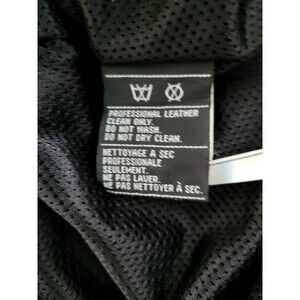 PROFESSIONAL LEATHER
CLEAN ONLY.
DO NOT WASH.
DO NOT DRY CLEAN.
NETTOYAGE A SEC
PROFESSIONALE
SEULEMENT.
NE PAS LAVER.
NE PAS NETTOYER À SEC.